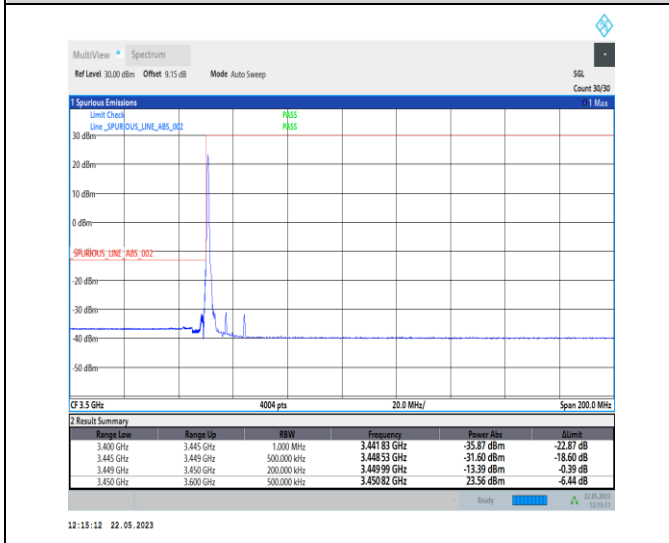 MultiView Spectrum
Ref Level 30.00 dBm Offset 9.15 dB Mode Auto Sweep SGL
Count 30/30
1 Spurious Emissions 1 Max
Limit Check PASS
Line _SPURIOUS_LINE_ABS_002 PASS
30 dBm
20 dBm
10 dBm
0 dBm
_SPURIOUS_LINE_ABS_002
-20 dBm
-30 dBm
-40 dBm
-50 dBm
CF 3.5 GHz 4004 pts 20.0 MHz/ Span 200.0 MHz
2 Result Summary
Range Low Range Up RBW Frequency Power Abs ΔLimit
3.400 GHz 3.445 GHz 1.000 MHz 3.441 83 GHz -35.87 dBm -22.87 dB
3.445 GHz 3.449 GHz 500.000 kHz 3.448 53 GHz -31.60 dBm -18.60 dB
3.449 GHz 3.450 GHz 200.000 kHz 3.449 99 GHz -13.39 dBm -0.39 dB
3.450 GHz 3.600 GHz 500.000 kHz 3.450 82 GHz 23.56 dBm -6.44 dB
Ready 22.05.2023
12:15:11
12:15:12 22.05.2023